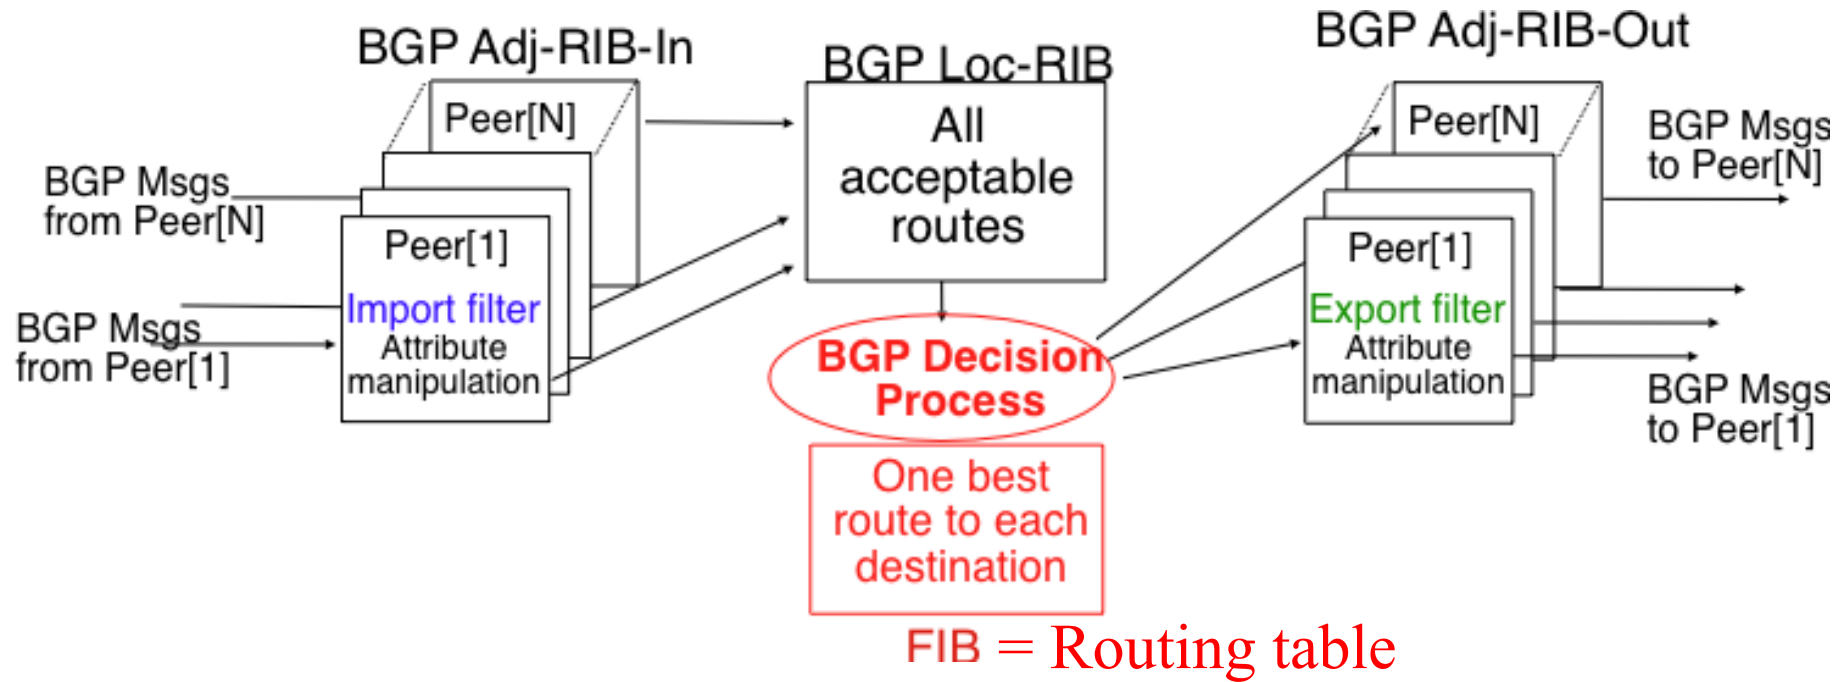 BGP Adj-RIB-In
Peer[N]
BGP Msgs
from Peer[N]
Peer[1]
Import filter
Attribute
manipulation
BGP Msgs
from Peer[1]
BGP Loc-RIB
All
acceptable
routes
BGP Decision
Process
One best
route to each
destination
FIB = Routing table
BGP Adj-RIB-Out
Peer[N]
BGP Msgs
to Peer[N]
Peer[1]
Export filter
Attribute
manipulation
BGP Msgs
to Peer[1]